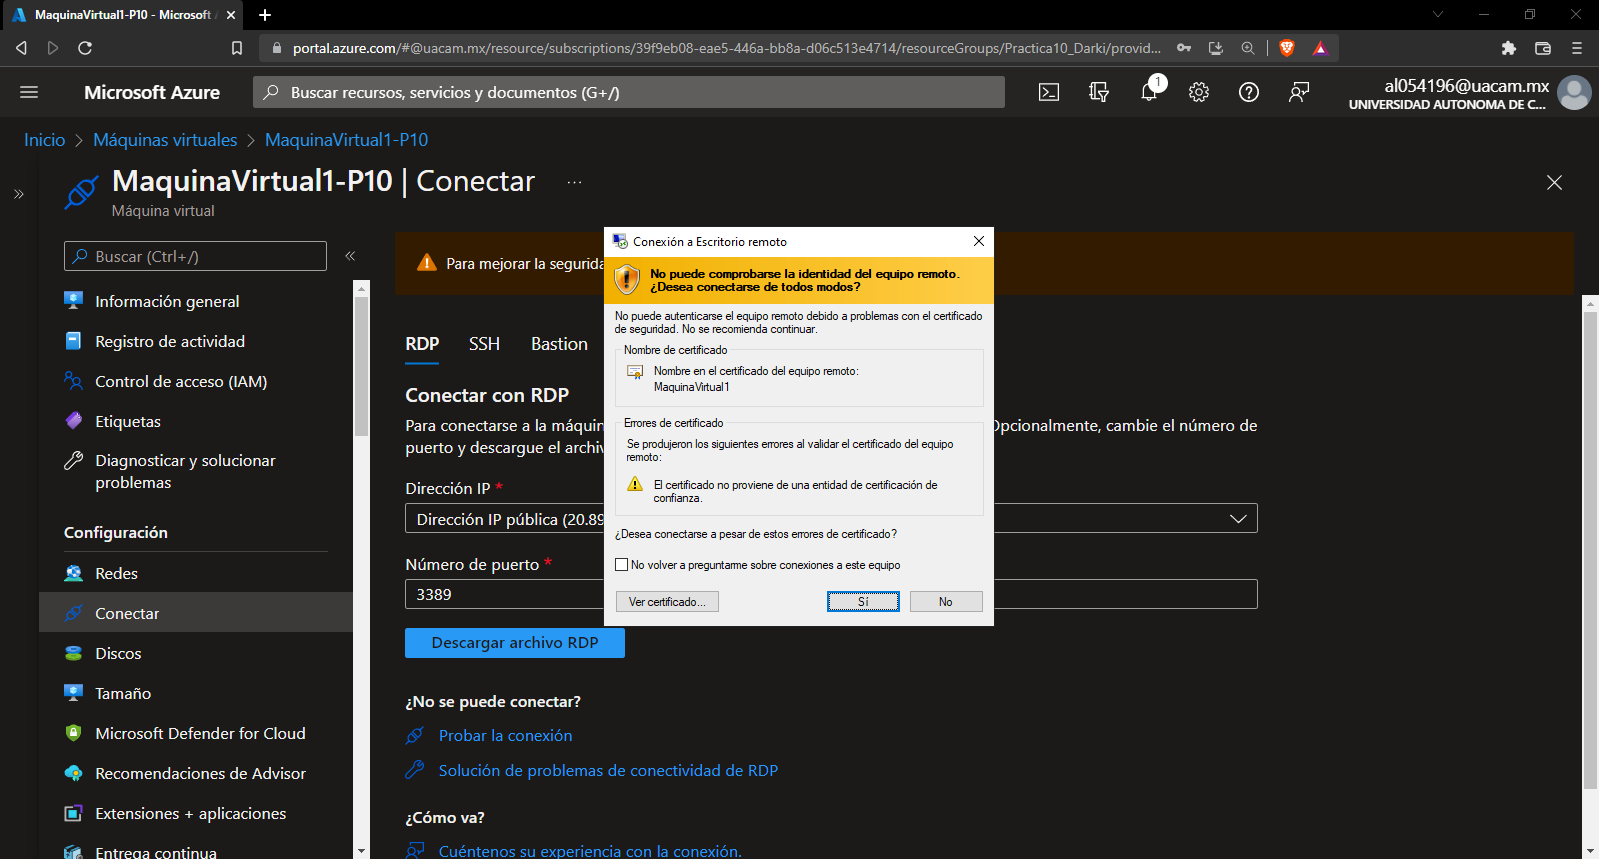 MaquinaVirtual1-P10 - Microsoft
portal.azure.com/#@uacam.mx/resource/subscriptions/39f9eb08-eae5-446a-bb8a-d06c513e4714/resourceGroups/Practica10_Darki/provid...
Microsoft Azure
Buscar recursos, servicios y documentos (G+/)
1
al054196@uacam.mx
UNIVERSIDAD AUTONOMA DE C...
Inicio > Máquinas virtuales > MaquinaVirtual1-P10
MaquinaVirtual1-P10 | Conectar ...
Máquina virtual
Buscar (Ctrl+/)
Información general
Registro de actividad
Control de acceso (IAM)
Etiquetas
Diagnosticar y solucionar
problemas
Configuración
Redes
Conectar
Discos
Tamaño
Microsoft Defender for Cloud
Recomendaciones de Advisor
Extensiones + aplicaciones
Entrega continua
Para mejorar la segurida
RDP SSH Bastion
Conectar con RDP
Para conectarse a la máquin
Opcionalmente, cambie el número de
puerto y descargue el archiv
Dirección IP *
Dirección IP pública (20.89
Número de puerto *
3389
Descargar archivo RDP
¿No se puede conectar?
Probar la conexión
Solución de problemas de conectividad de RDP
¿Cómo va?
Cuéntenos su experiencia con la conexión.
Conexión a Escritorio remoto
No puede comprobarse la identidad del equipo remoto.
¿Desea conectarse de todos modos?
No puede autenticarse el equipo remoto debido a problemas con el certificado
de seguridad. No se recomienda continuar.
Nombre de certificado
Nombre en el certificado del equipo remoto:
MaquinaVirtual1
Errores de certificado
Se produjeron los siguientes errores al validar el certificado del equipo
remoto:
El certificado no proviene de una entidad de certificación de
confianza.
¿Desea conectarse a pesar de estos errores de certificado?
No volver a preguntarme sobre conexiones a este equipo
Ver certificado...
Sí
No